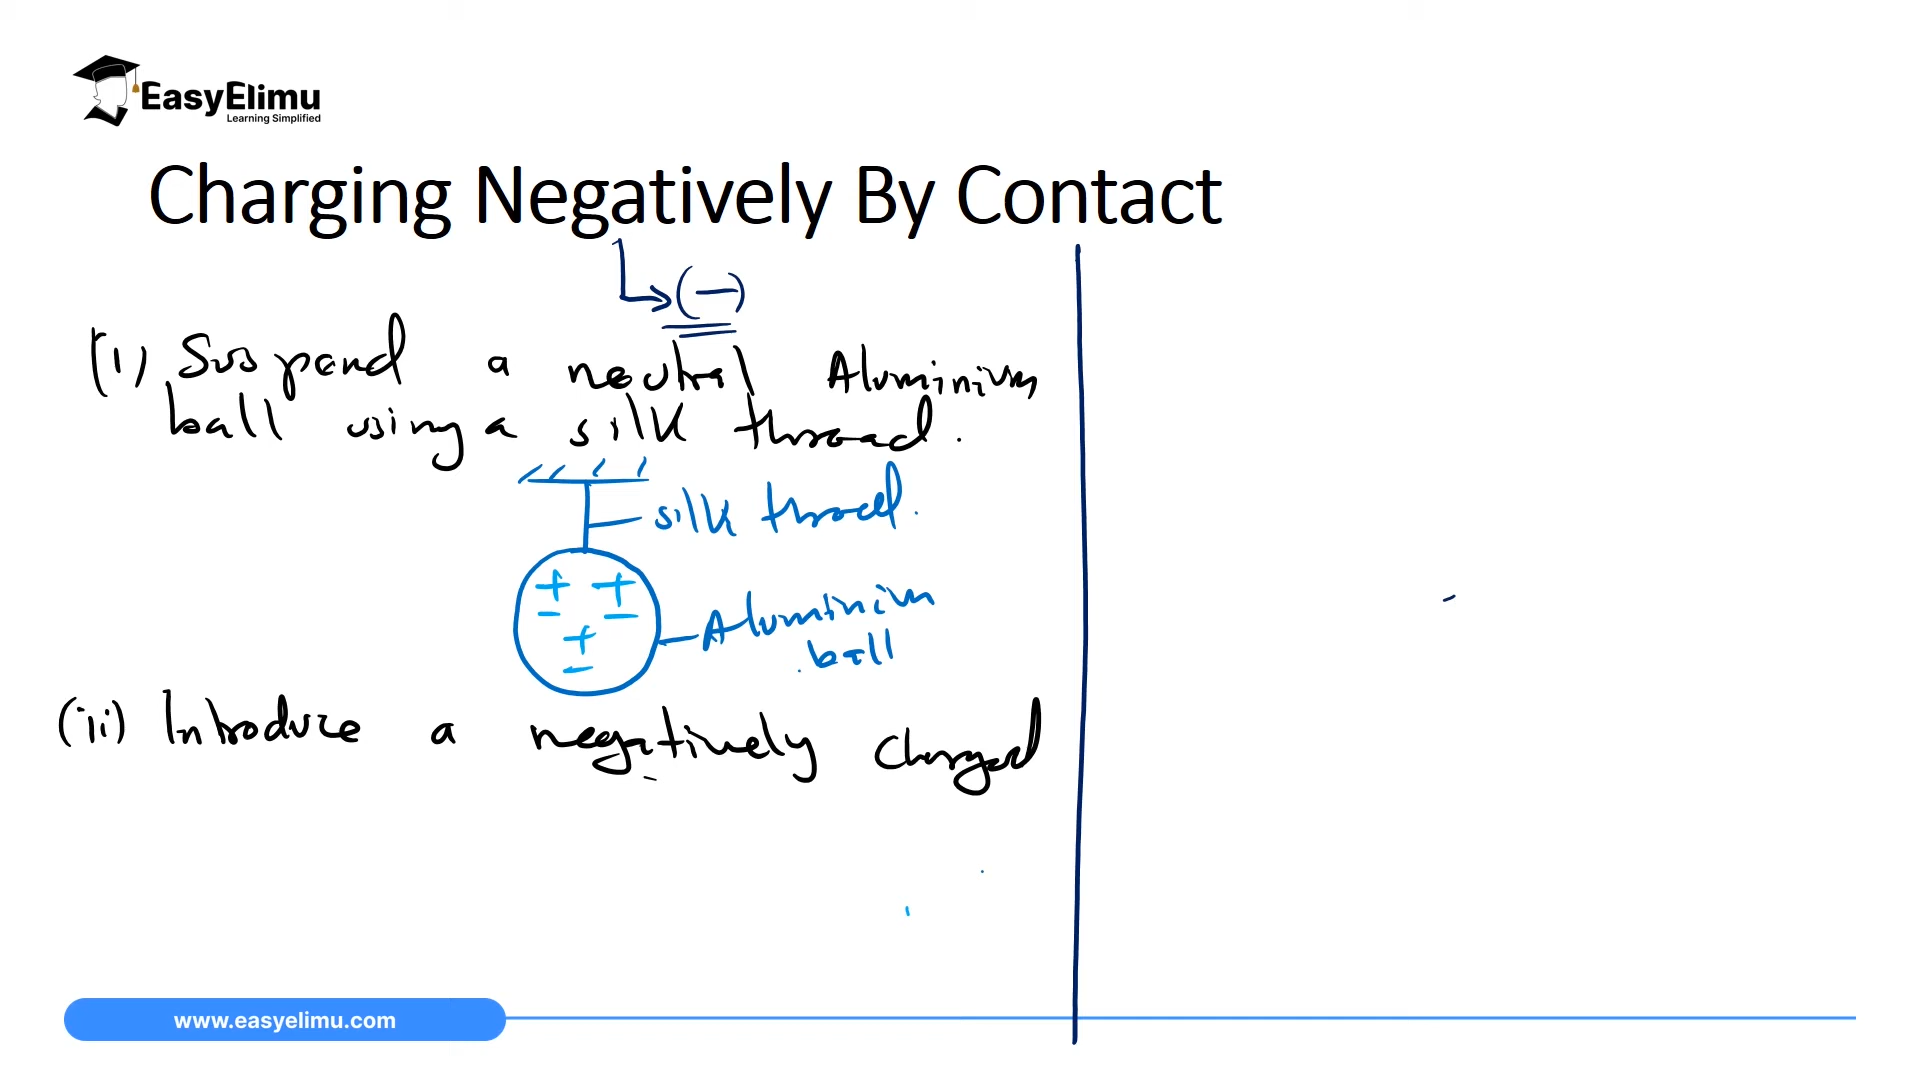 EasyElimu
Learning Simplified
Charging Negatively By Contact
(-)
(i) Suspend a neutral Aluminium
ball using a silk thread.
silk thread.
+ +
- -
+
-
Aluminium
ball
(ii) Introduce a negatively charged
www.easyelimu.com